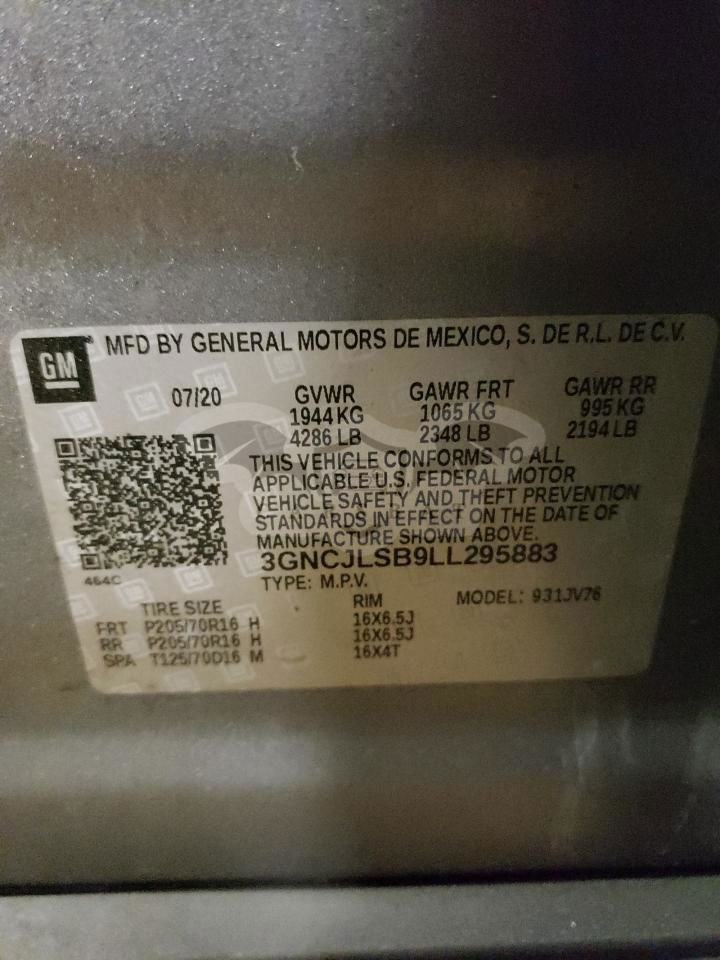 GM
MFD BY GENERAL MOTORS DE MEXICO, S. DE R.L. DE C.V.
07/20 GVWR GAWR FRT GAWR RR
1944 KG 1065 KG 995 KG
4286 LB 2348 LB 2194 LB
THIS VEHICLE CONFORMS TO ALL
APPLICABLE U.S. FEDERAL MOTOR
VEHICLE SAFETY AND THEFT PREVENTION
STANDARDS IN EFFECT ON THE DATE OF
MANUFACTURE SHOWN ABOVE.
3GNCJLSB9LL295883
464C
TYPE: M.P.V.
TIRE SIZE RIM MODEL: 931JV76
FRT P205/70R16 H 16X6.5J
RR P205/70R16 H 16X6.5J
SPA T125/70D16 M 16X4T